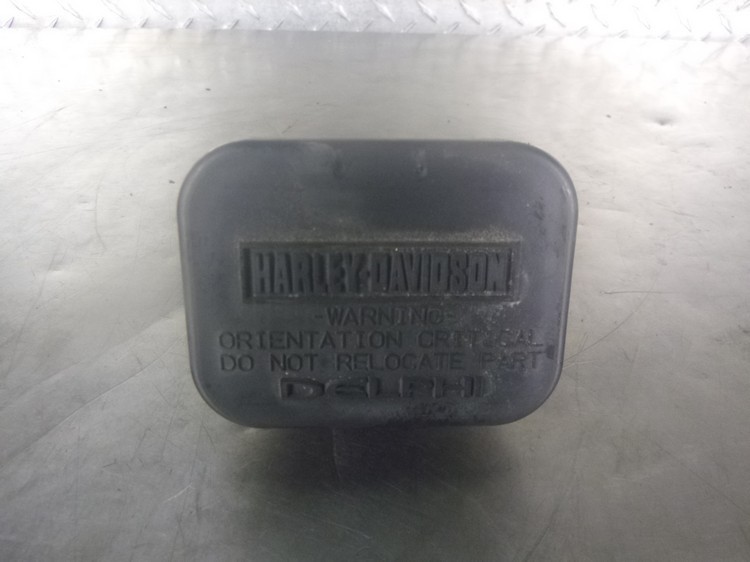 HARLEY-DAVIDSON
-WARNING-
ORIENTATION CRITICAL
DO NOT RELOCATE PART
DELPHI